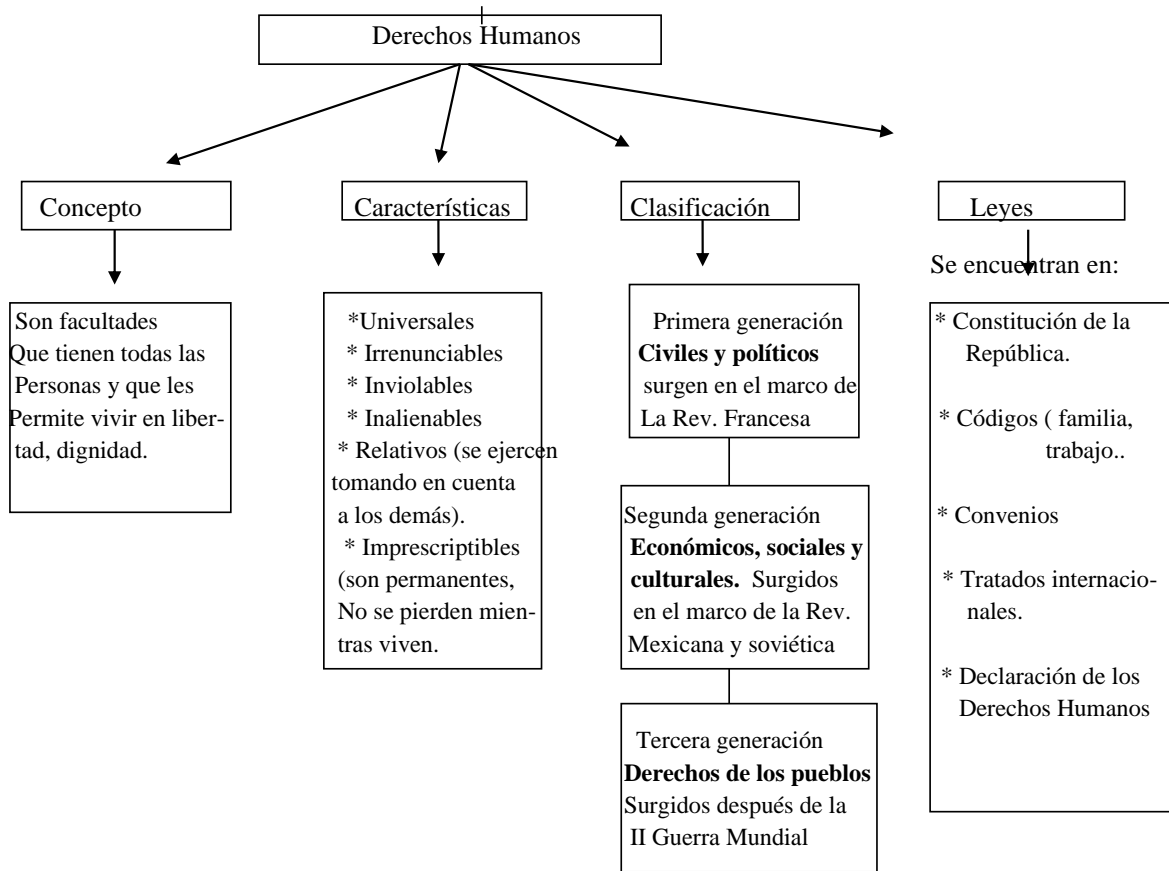 Derechos Humanos
Concepto
Son facultades
Que tienen todas las
Personas y que les
Permite vivir en liber-
tad, dignidad.
Características
*Universales
* Irrenunciables
* Inviolables
* Inalienables
* Relativos (se ejercen
tomando en cuenta
a los demás).
* Imprescriptibles
(son permanentes,
No se pierden mien-
tras viven.
Clasificación
Primera generación
Civiles y políticos
surgen en el marco de
La Rev. Francesa
Segunda generación
Económicos, sociales y
culturales. Surgidos
en el marco de la Rev.
Mexicana y soviética
Tercera generación
Derechos de los pueblos
Surgidos después de la
II Guerra Mundial
Leyes
Se encuentran en:
* Constitución de la
República.
* Códigos ( familia,
trabajo..
* Convenios
* Tratados internacio-
nales.
* Declaración de los
Derechos Humanos